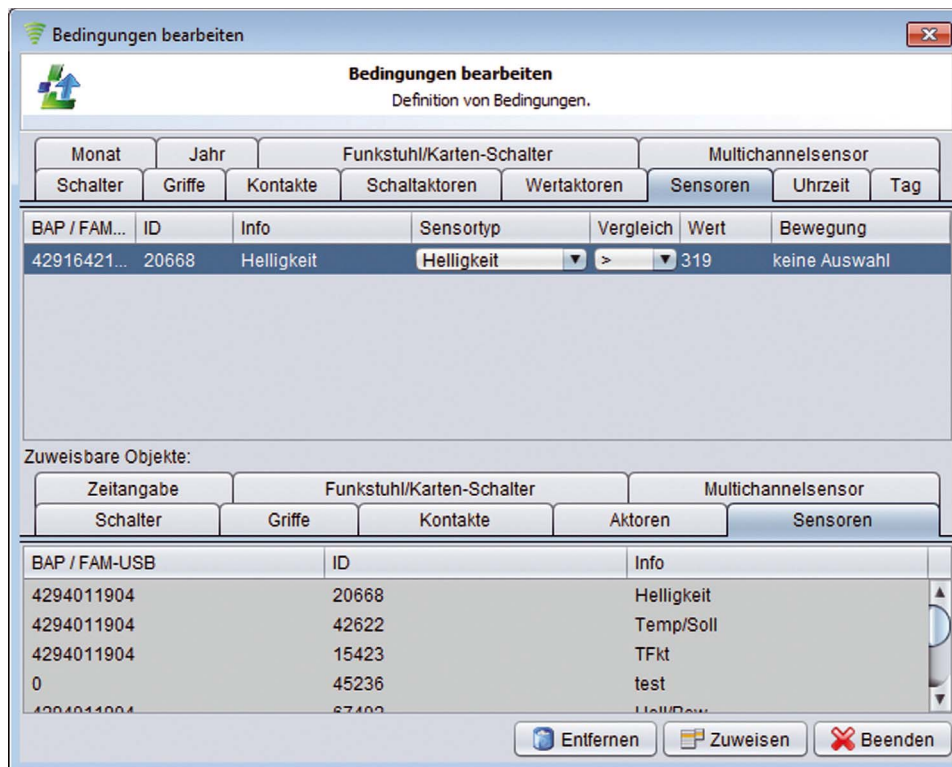 Bedingungen bearbeiten
Bedingungen bearbeiten
Definition von Bedingungen.
Monat Jahr Funkstuhl/Karten-Schalter Multichannelsensor
Schalter Griffe Kontakte Schaltaktoren Wertaktoren Sensoren Uhrzeit Tag
BAP / FAM... ID Info Sensortyp Vergleich Wert Bewegung
42916421... 20668 Helligkeit Helligkeit > 319 keine Auswahl
Zuweisbare Objekte:
Zeitangabe Funkstuhl/Karten-Schalter Multichannelsensor
Schalter Griffe Kontakte Aktoren Sensoren
BAP / FAM-USB ID Info
4294011904 20668 Helligkeit
4294011904 42622 Temp/Soll
4294011904 15423 TFkt
0 45236 test
4294011904
Entfernen Zuweisen Beenden